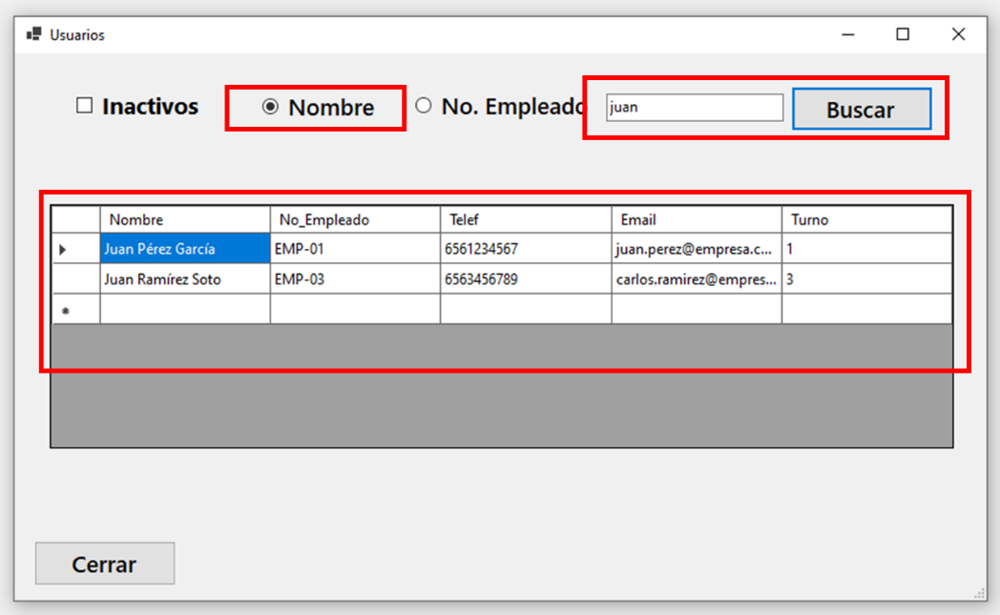 Usuarios
Inactivos Nombre No. Empleado juan Buscar
Nombre No_Empleado Telef Email Turno
Juan Pérez García EMP-01 6561234567 juan.perez@empresa.c... 1
Juan Ramírez Soto EMP-03 6563456789 carlos.ramirez@empres... 3
Cerrar